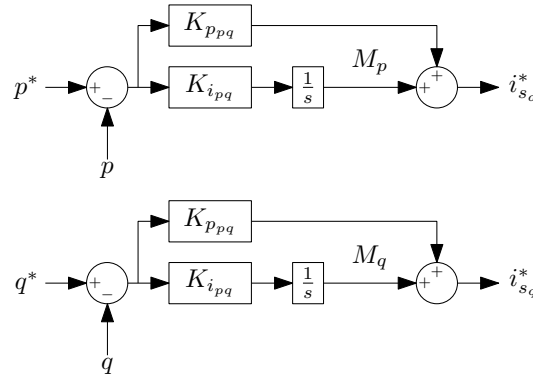 K_{p_{pq}}
p* + − K_{i_{pq}} 1/s M_p + + i*_{s_d}
p
K_{p_{pq}}
q* + − K_{i_{pq}} 1/s M_q + + i*_{s_q}
q